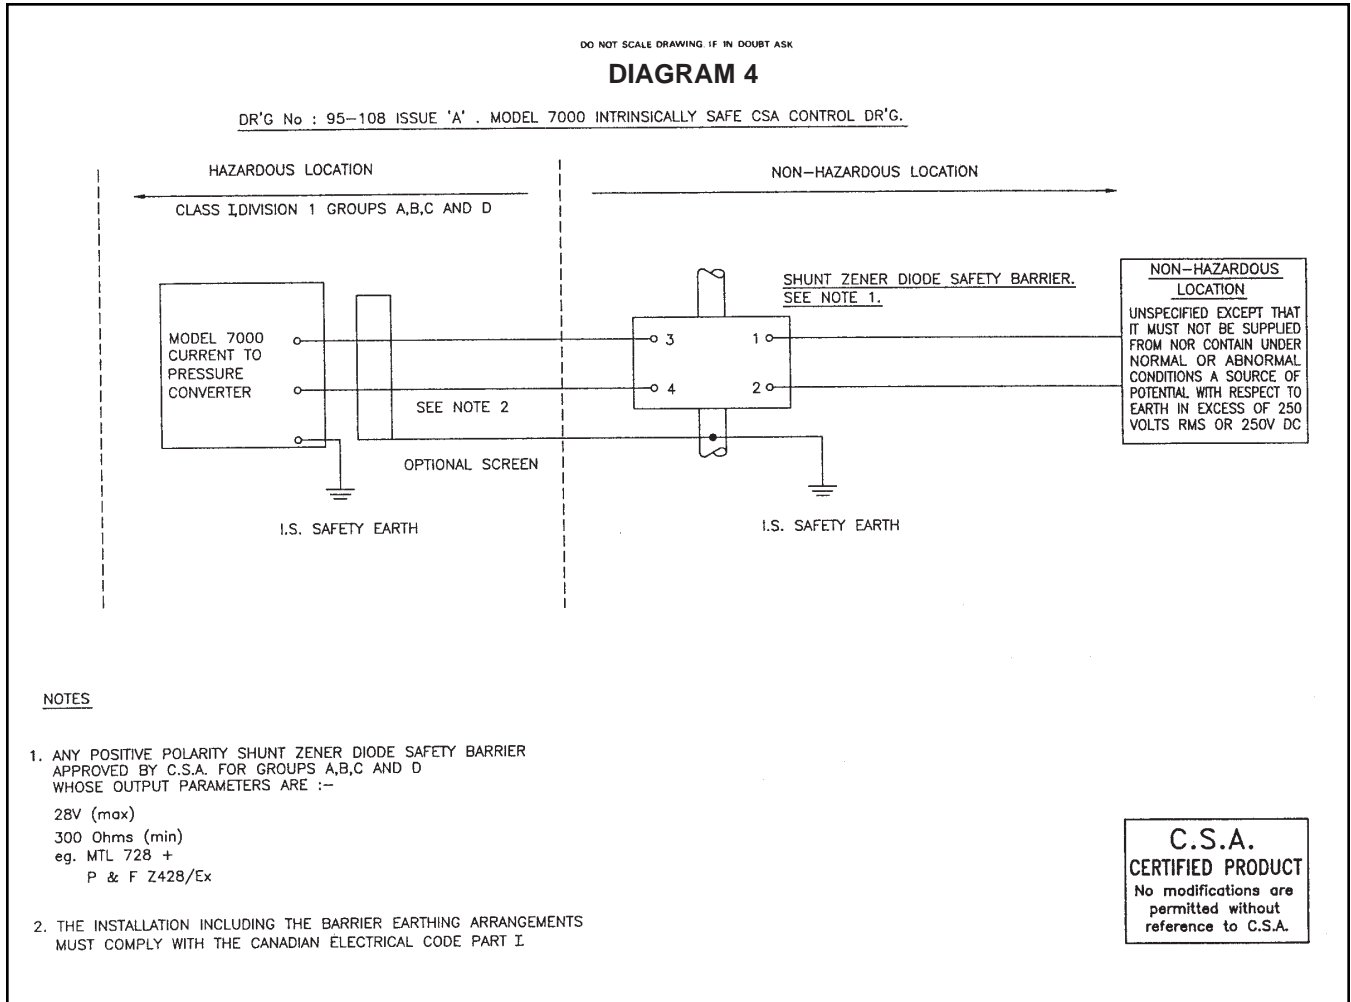 DO NOT SCALE DRAWING. IF IN DOUBT ASK
DIAGRAM 4
DR'G No : 95-108 ISSUE 'A' . MODEL 7000 INTRINSICALLY SAFE CSA CONTROL DR'G.
HAZARDOUS LOCATION
CLASS I,DIVISION 1 GROUPS A,B,C AND D
NON-HAZARDOUS LOCATION
MODEL 7000
CURRENT TO
PRESSURE
CONVERTER
SEE NOTE 2
OPTIONAL SCREEN
I.S. SAFETY EARTH
SHUNT ZENER DIODE SAFETY BARRIER.
SEE NOTE 1.
3
1
4
2
I.S. SAFETY EARTH
NON-HAZARDOUS
LOCATION
UNSPECIFIED EXCEPT THAT
IT MUST NOT BE SUPPLIED
FROM NOR CONTAIN UNDER
NORMAL OR ABNORMAL
CONDITIONS A SOURCE OF
POTENTIAL WITH RESPECT TO
EARTH IN EXCESS OF 250
VOLTS RMS OR 250V DC
NOTES
1. ANY POSITIVE POLARITY SHUNT ZENER DIODE SAFETY BARRIER
APPROVED BY C.S.A. FOR GROUPS A,B,C AND D
WHOSE OUTPUT PARAMETERS ARE :-
28V (max)
300 Ohms (min)
eg. MTL 728 +
P & F Z428/Ex
2. THE INSTALLATION INCLUDING THE BARRIER EARTHING ARRANGEMENTS
MUST COMPLY WITH THE CANADIAN ELECTRICAL CODE PART I
C.S.A.
CERTIFIED PRODUCT
No modifications are
permitted without
reference to C.S.A.